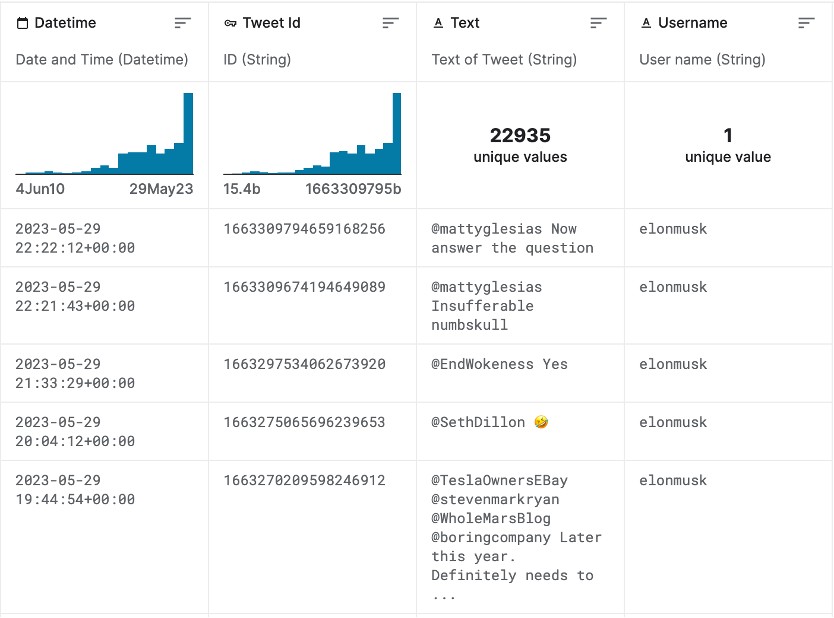 Datetime
Tweet Id
Text
Username
Date and Time (Datetime)
ID (String)
Text of Tweet (String)
User name (String)
4Jun10
29May23
15.4b
1663309795b
22935
unique values
1
unique value
2023-05-29
22:22:12+00:00
1663309794659168256
@mattyglesias Now
answer the question
elonmusk
2023-05-29
22:21:43+00:00
1663309674194649089
@mattyglesias
Insufferable
numbskull
elonmusk
2023-05-29
21:33:29+00:00
1663297534062673920
@EndWokeness Yes
elonmusk
2023-05-29
20:04:12+00:00
1663275065696239653
@SethDillon 🤣
elonmusk
2023-05-29
19:44:54+00:00
1663270209598246912
@TeslaOwnersEBay
@stevenmarkryan
@WholeMarsBlog
@boringcompany Later
this year.
Definitely needs to
...
elonmusk